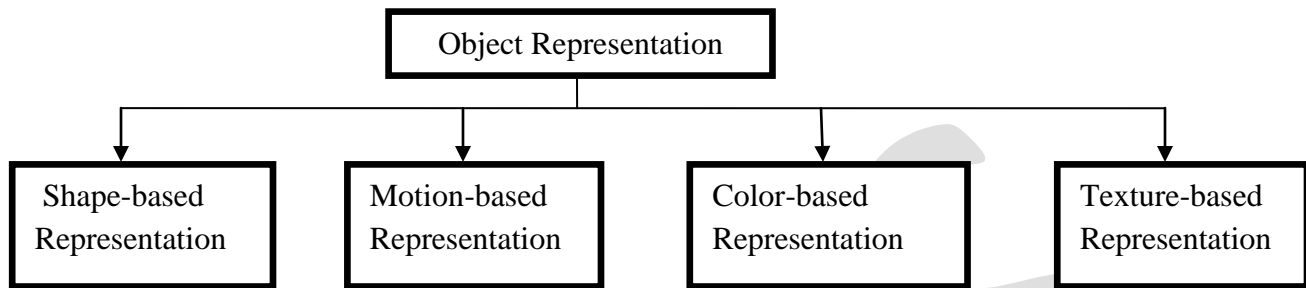 Object Representation
Shape-based
Representation
Motion-based
Representation
Color-based
Representation
Texture-based
Representation